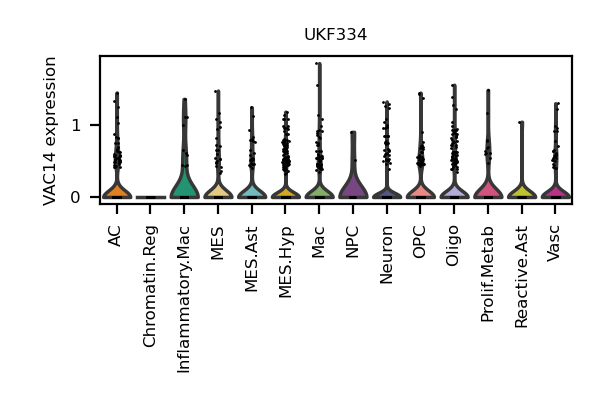 UKF334
VAC14 expression
1
0
AC
Chromatin.Reg
Inflammatory.Mac
MES
MES.Ast
MES.Hyp
Mac
NPC
Neuron
OPC
Oligo
Prolif.Metab
Reactive.Ast
Vasc